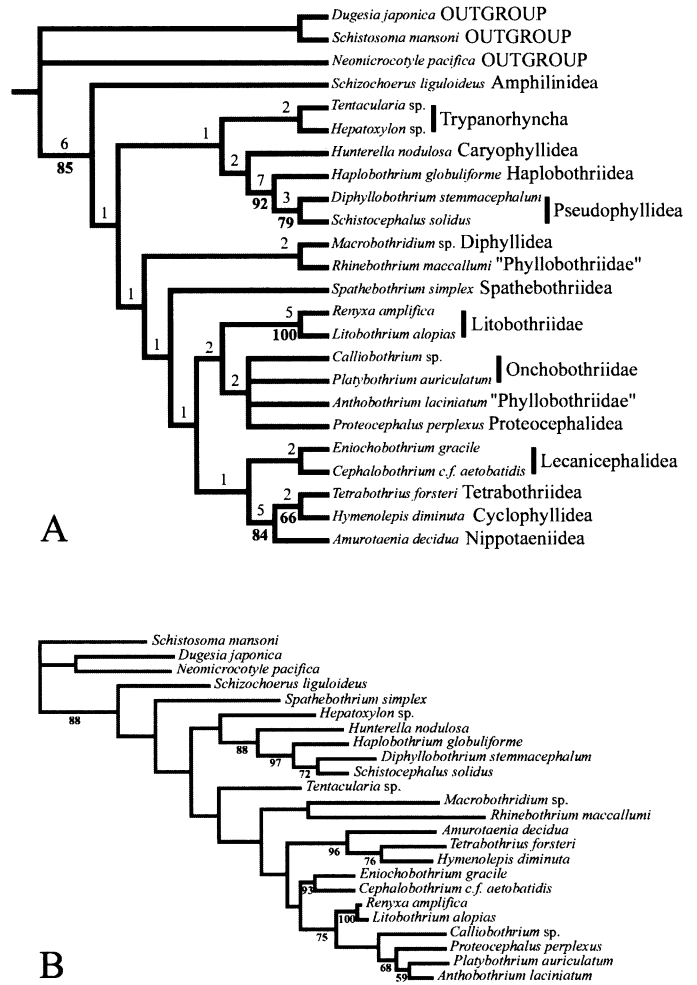 Dugesia japonica OUTGROUP
Schistosoma mansoni OUTGROUP
Neomicrocotyle pacifica OUTGROUP
Schizochoerus liguloideus Amphilinidea
6
85
2
Tentacularia sp.
Hepatoxylon sp.
Trypanorhyncha
1
Hunterella nodulosa Caryophyllidea
2
Haplobothrium globuliforme Haplobothriidea
7
92
3
79
Diphyllobothrium stemmacephalum
Schistocephalus solidus
Pseudophyllidea
1
2
Macrobothridium sp. Diphyllidea
Rhinebothrium maccallumi "Phyllobothriidae"
1
Spathebothrium simplex Spathebothriidea
1
5
100
Renyxa amplifica
Litobothrium alopias
Litobothriidae
2
Calliobothrium sp.
Platybothrium auriculatum
Onchobothriidae
2
Anthobothrium laciniatum "Phyllobothriidae"
Proteocephalus perplexus Proteocephalidea
1
2
Eniochobothrium gracile
Cephalobothrium c.f. aetobatidis
Lecanicephalidea
1
2
66
Tetrabothrius forsteri Tetrabothriidea
Hymenolepis diminuta Cyclophyllidea
5
84
Amurotaenia decidua Nippotaeniidea
A
Schistosoma mansoni
Dugesia japonica
Neomicrocotyle pacifica
Schizochoerus liguloideus
88
Spathebothrium simplex
Hepatoxylon sp.
Hunterella nodulosa
88
Haplobothrium globuliforme
97
Diphyllobothrium stemmacephalum
72
Schistocephalus solidus
Tentacularia sp.
Macrobothridium sp.
Rhinebothrium maccallumi
Amurotaenia decidua
96
Tetrabothrius forsteri
76
Hymenolepis diminuta
Eniochobothrium gracile
93
Cephalobothrium c.f. aetobatidis
Renyxa amplifica
100
Litobothrium alopias
75
Calliobothrium sp.
Proteocephalus perplexus
68
Platybothrium auriculatum
59
Anthobothrium laciniatum
B